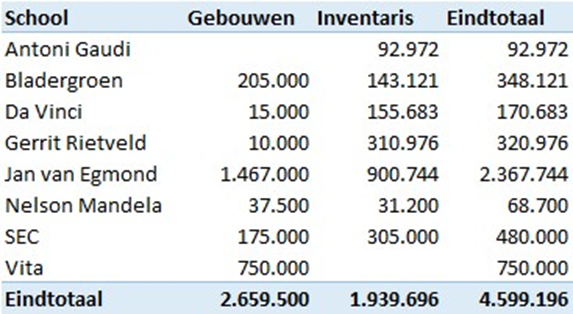 School Gebouwen Inventaris Eindtotaal
Antoni Gaudi 92.972 92.972
Bladergroen 205.000 143.121 348.121
Da Vinci 15.000 155.683 170.683
Gerrit Rietveld 10.000 310.976 320.976
Jan van Egmond 1.467.000 900.744 2.367.744
Nelson Mandela 37.500 31.200 68.700
SEC 175.000 305.000 480.000
Vita 750.000 750.000
Eindtotaal 2.659.500 1.939.696 4.599.196